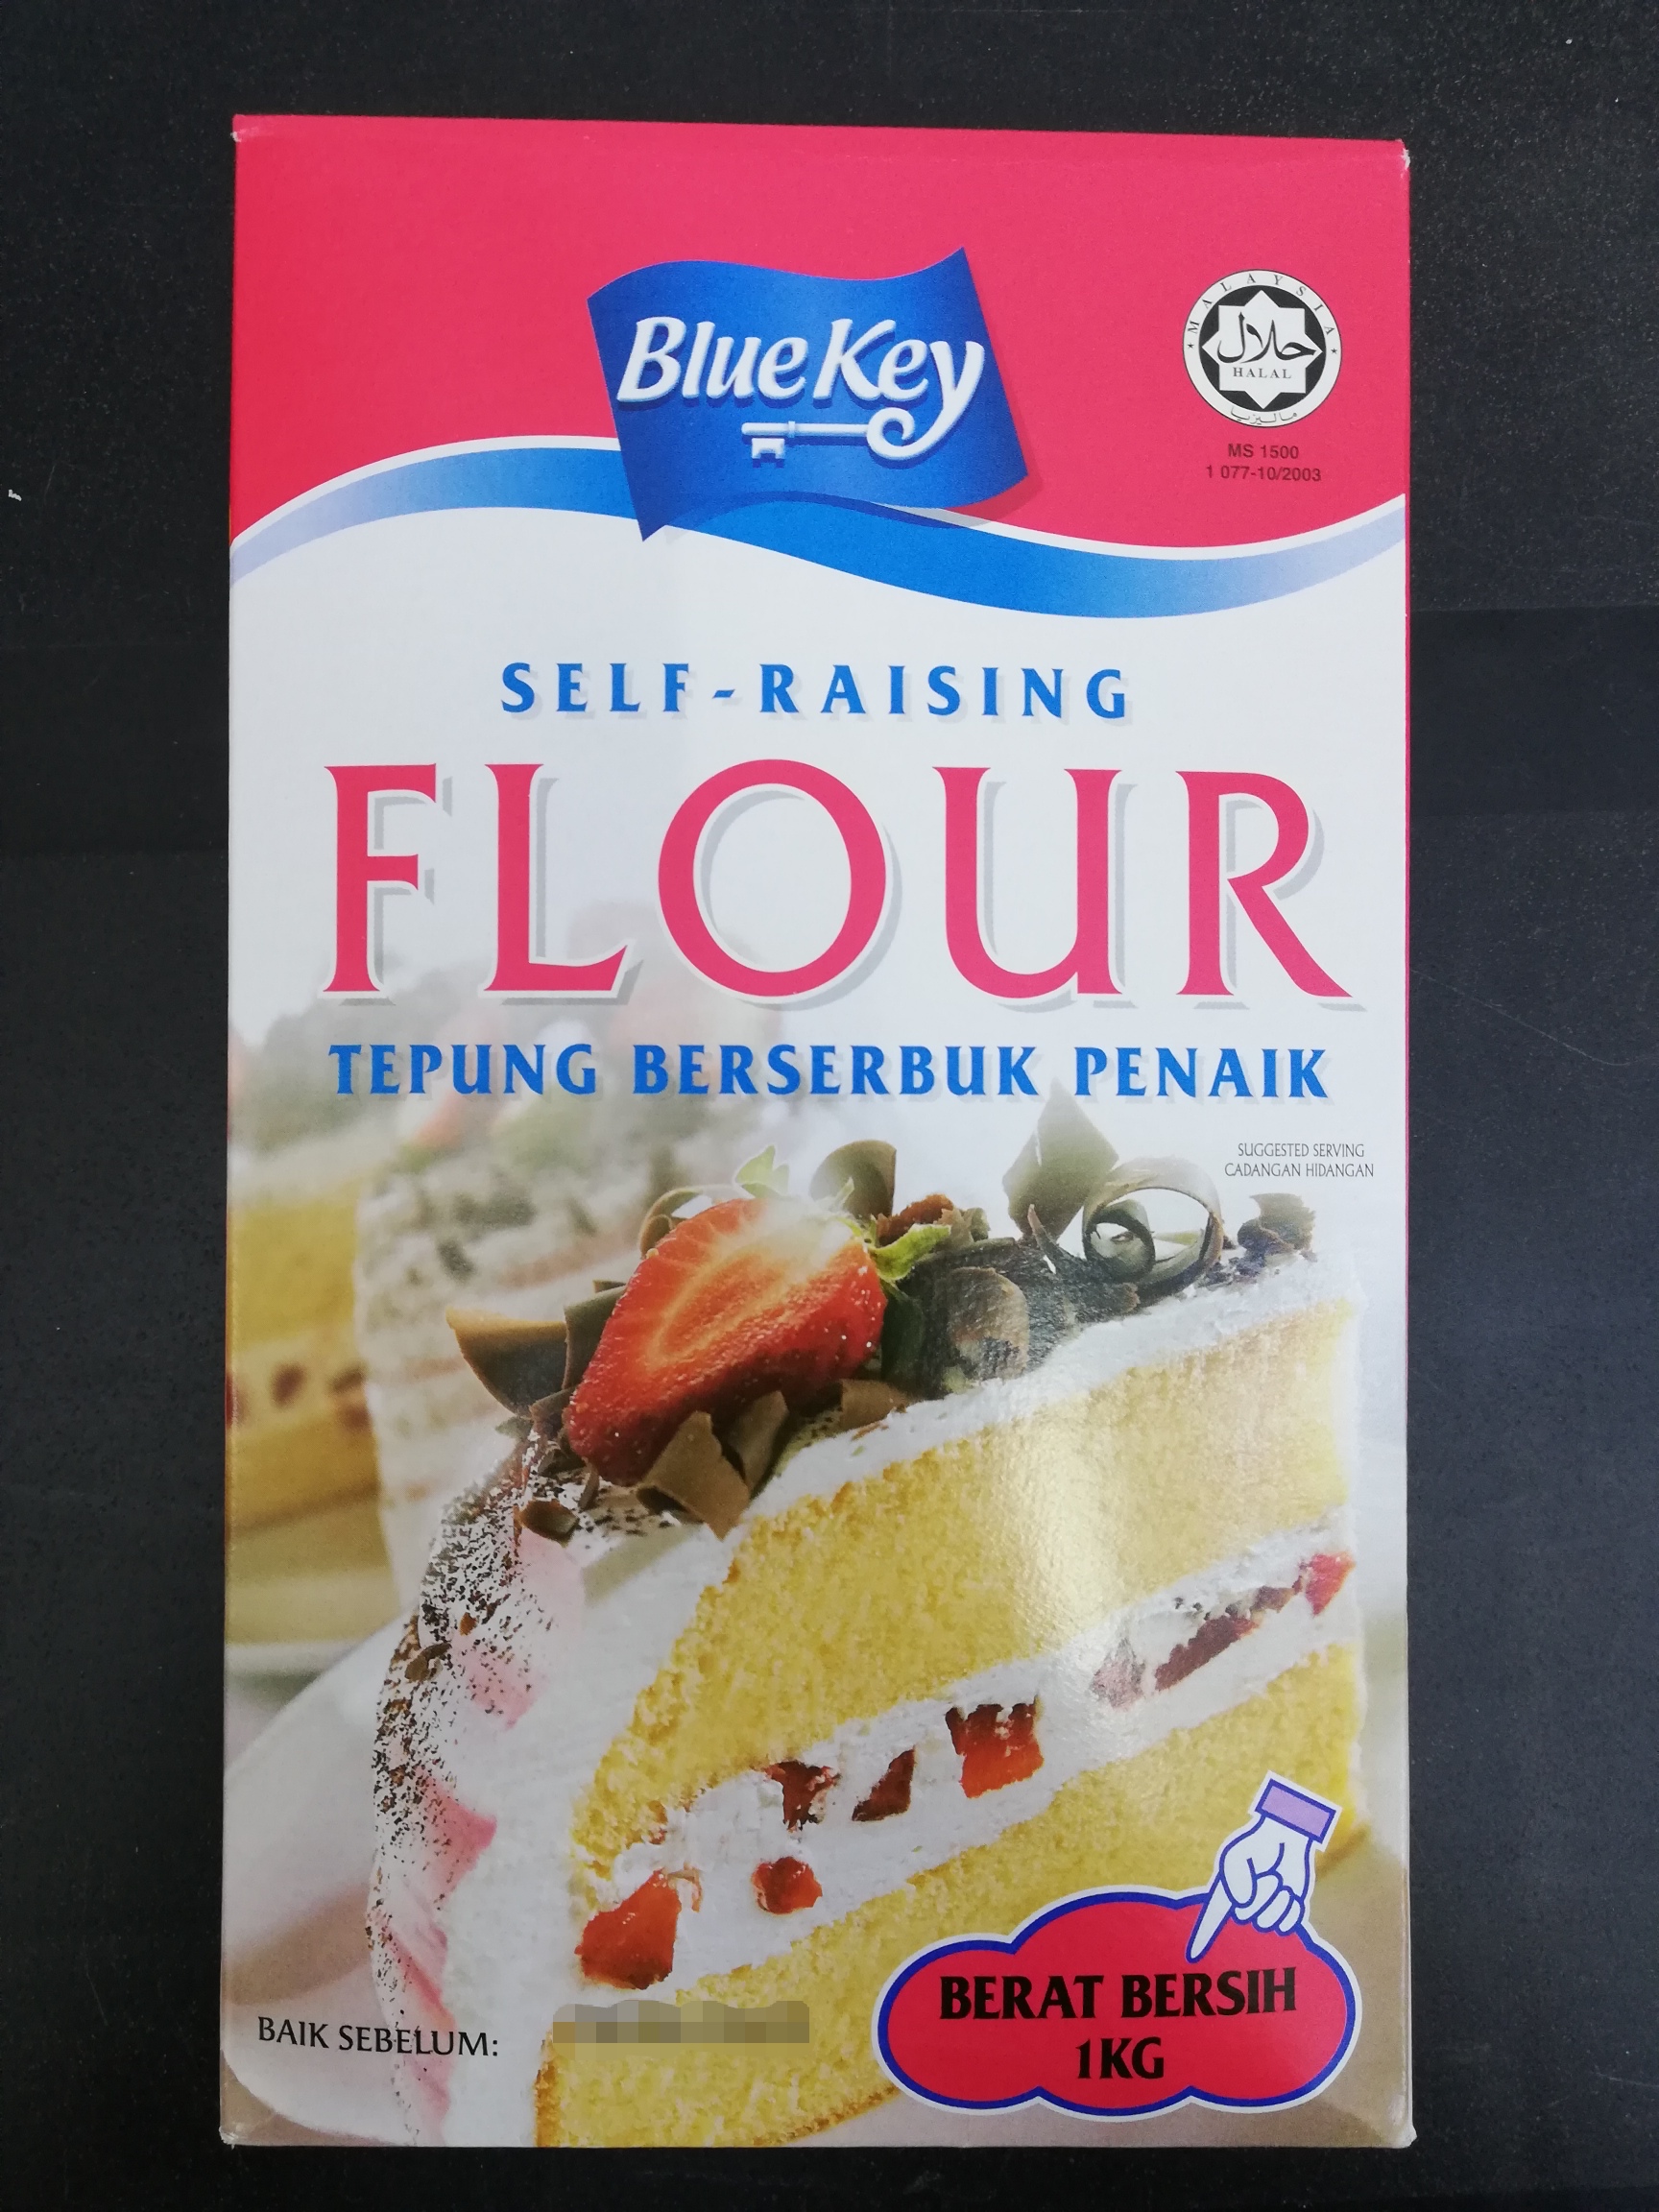 Blue Key
MALAYSIA
حلال
HALAL
ماليزيا
MS 1500
1 077-10/2003
SELF-RAISING
FLOUR
TEPUNG BERSERBUK PENAIK
SUGGESTED SERVING
CADANGAN HIDANGAN
BERAT BERSIH
1KG
BAIK SEBELUM: